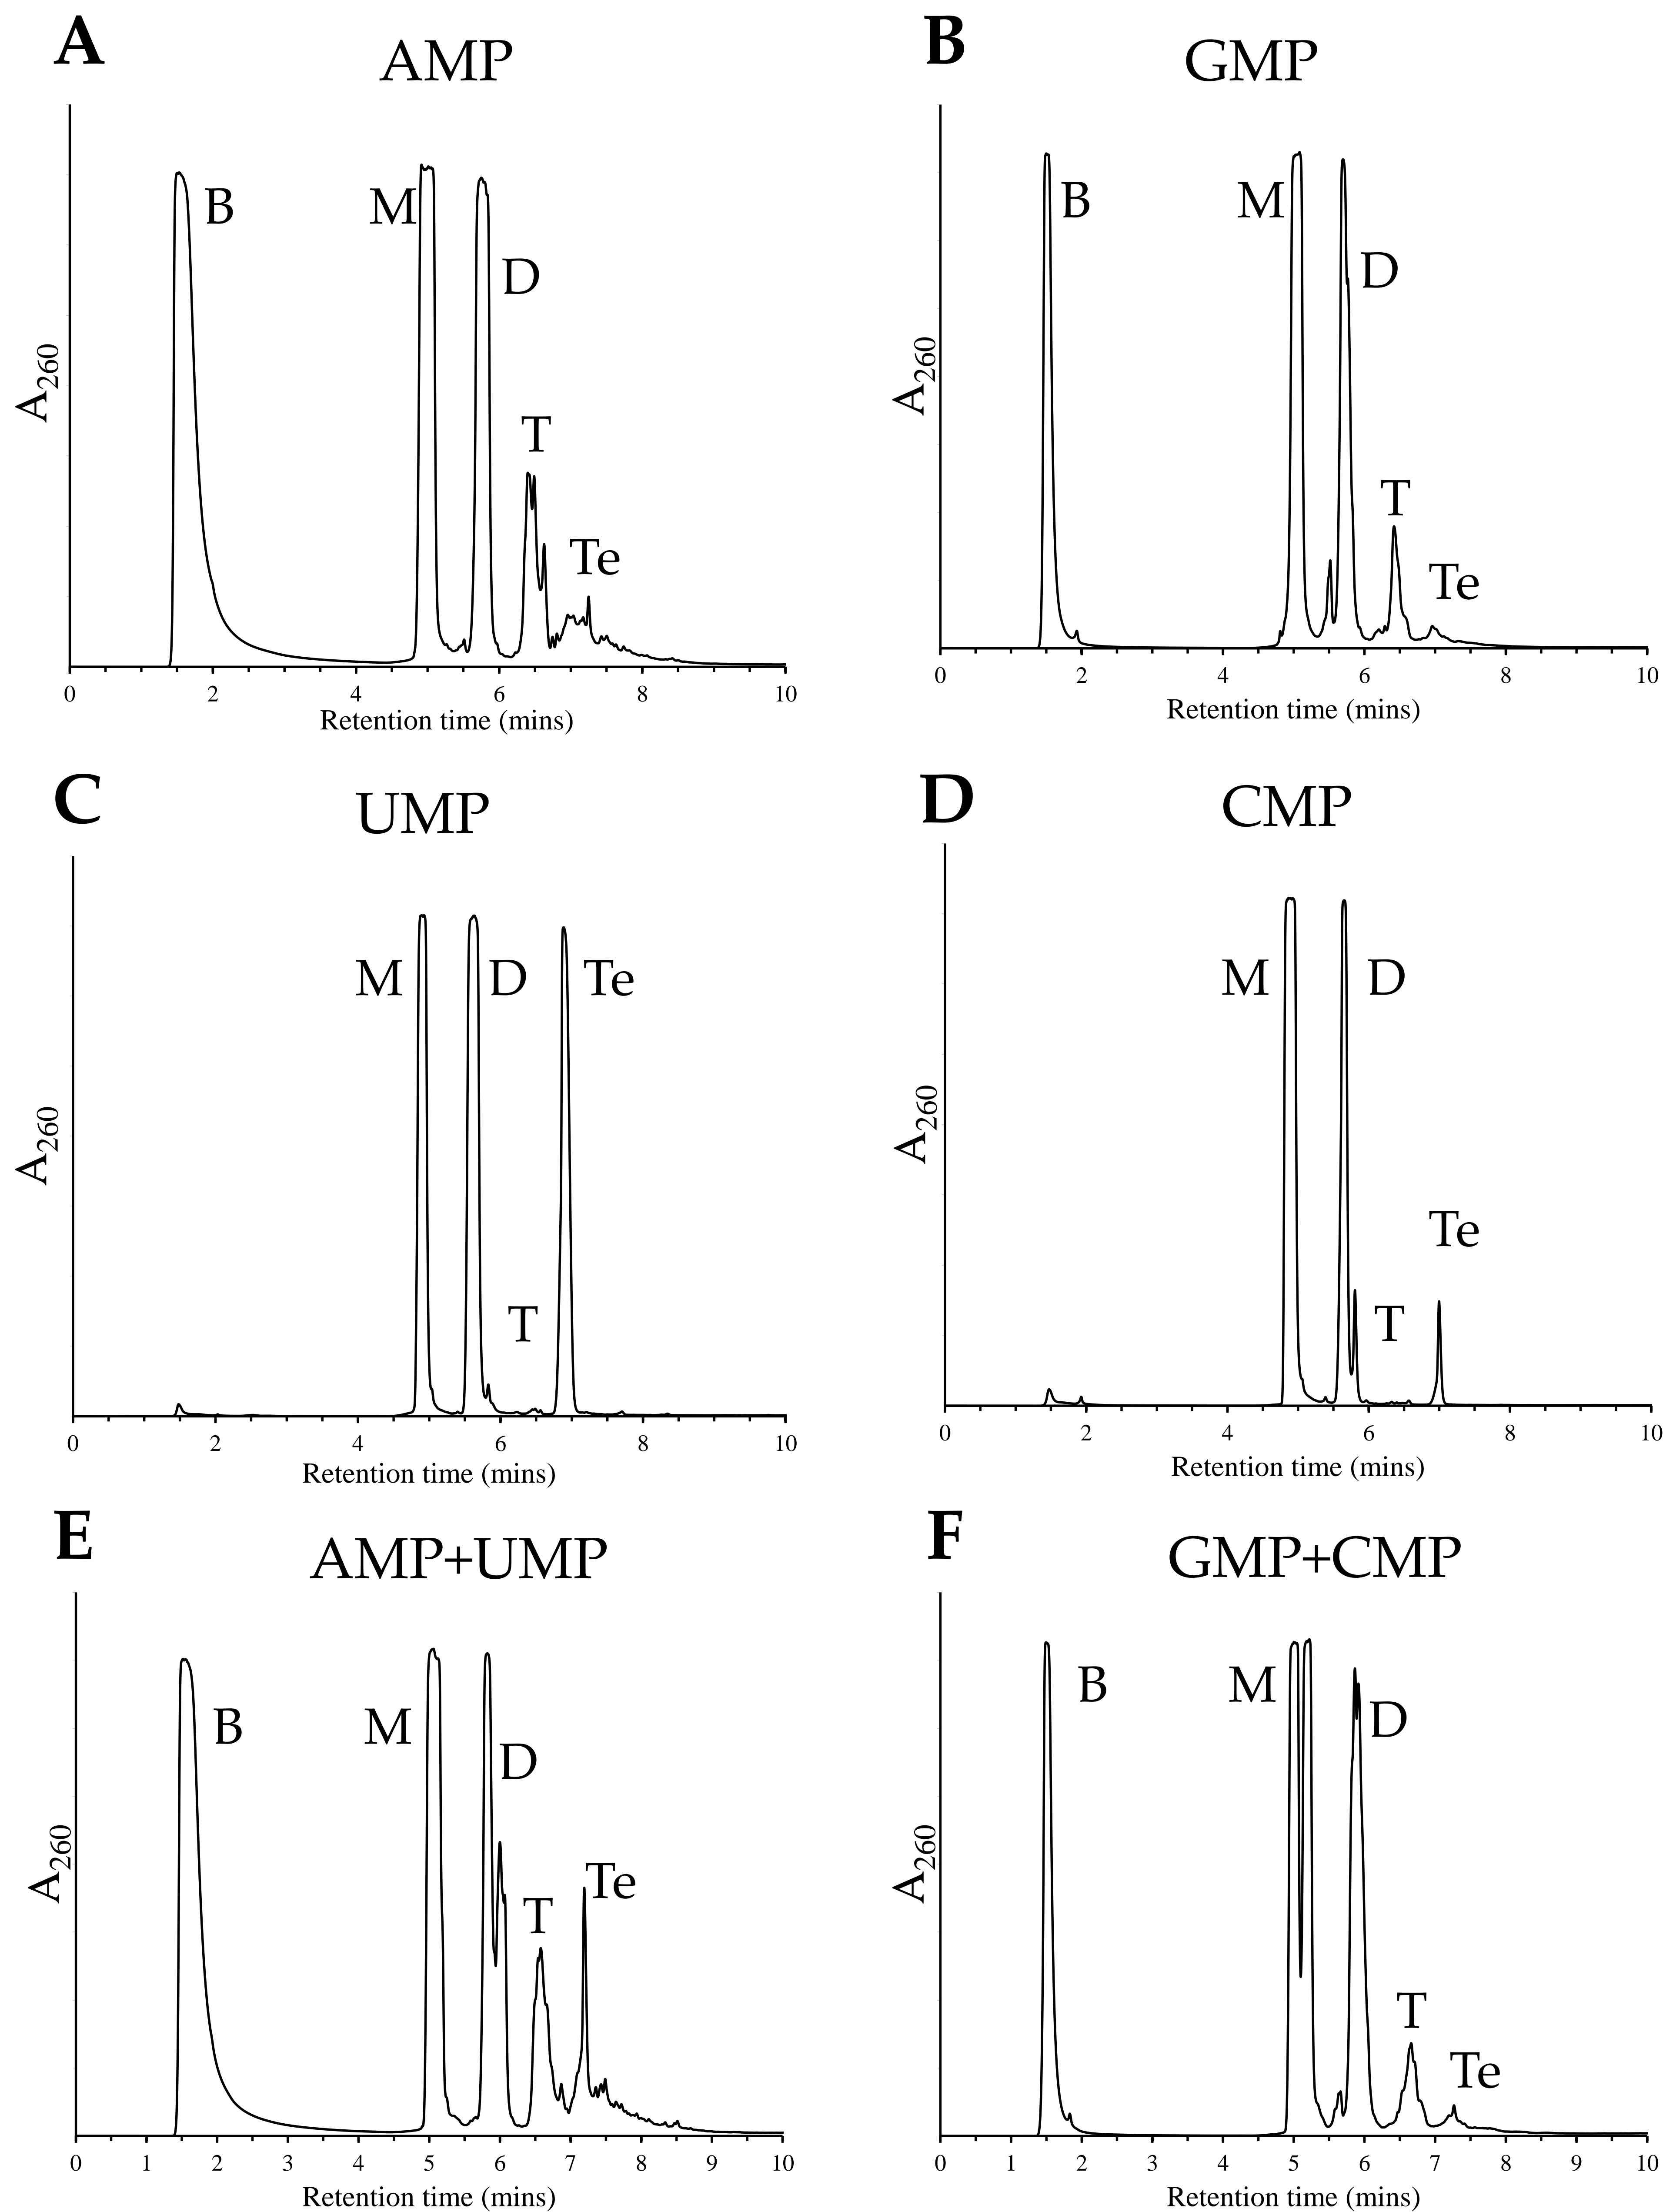 A
AMP
B
M
D
T
Te
A260
0 2 4 6 8 10
Retention time (mins)
B
GMP
B
M
D
T
Te
A260
0 2 4 6 8 10
Retention time (mins)
C
UMP
M
D
Te
T
A260
0 2 4 6 8 10
Retention time (mins)
D
CMP
M
D
Te
T
A260
0 2 4 6 8 10
Retention time (mins)
E
AMP+UMP
B
M
D
Te
T
A260
0 1 2 3 4 5 6 7 8 9 10
Retention time (mins)
F
GMP+CMP
B
M
D
T
Te
A260
0 1 2 3 4 5 6 7 8 9 10
Retention time (mins)